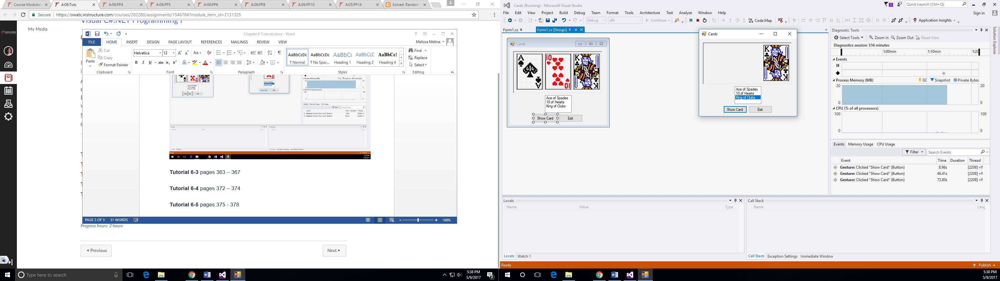 Course Modules:
A:06:Tuts
A:06:PP4
A:06:PP5
A:06:PP6
A:06:PP8
A:06:PP10
A:05:PP14
Solved: Random
Secure
https://owatc.instructure.com/courses/282280/assignments/1546784?module_item_id=2131325
Visual C#.NET Programming I
My Media
Chapter 6 Tutorial.docx - Word
FILE HOME INSERT DESIGN PAGE LAYOUT REFERENCES MAILINGS REVIEW VIEW
Melissa Meline
Paste
Cut
Copy
Format Painter
Helvetica 13
AaBbCcDc AaBbCcDc AaBbCc AaBbCcD AaBbCc
¶ Normal ¶ No Spac... Heading 1 Heading 2 Heading 4
Find
Replace
Select
Clipboard Font Paragraph Styles Editing
Tutorial 6-3 pages 363 – 367
Tutorial 6-4 pages 372 – 374
Tutorial 6-5 pages 375 - 378
PAGE 3 OF 3 31 WORDS
100%
Progress hours: 2 hours
Previous
Next
Type here to search
5:38 PM
5/9/2017
Cards (Running) - Microsoft Visual Studio
Quick Launch (Ctrl+Q)
File Edit View Project Build Debug Team Format Tools Architecture Test Analyze Window Help
Sign in
Debug x86 Continue Code Map Application Insights
Form1.cs
Form1.cs [Design]
Cards
A
10
K
Ace of Spades
10 of Hearts
King of Clubs
Show Card
Exit
Cards
K
Ace of Spades
10 of Hearts
King of Clubs
Show Card
Exit
Diagnostic Tools
Solution Explorer
Select Tools Zoom In Zoom Out Reset View
Diagnostics session: 1:14 minutes
1:00min 1:10min 1:20
Events
Process Memory (MB) GC Snapshot Private Bytes
20 20
0 0
CPU (% of all processors)
100 100
0 0
Events Memory Usage CPU Usage
Filter Search Events
Event Time Duration Thread
Gesture: Clicked "Show Card" (Button) 8.96s [2208]
Gesture: Clicked "Show Card" (Button) 46.41s [2208]
Gesture: Clicked "Show Card" (Button) 73.80s [2208]
Locals
Name Value Type
Call Stack
Name Lang
Locals Watch 1
Call Stack Exception Settings Immediate Window
Ready
Publish
5:38 PM
5/9/2017